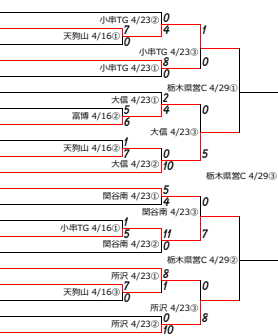 小串TG 4/23② 0
7 4 1
天狗山 4/16①
0
小串TG 4/23③
8 0
小串TG 4/23① 0
栃木県営C 4/29①
大信 4/23① 2
5 4 0
富博 4/16②
6
大信 4/23③
1
天狗山 4/16②
7 0 5
大信 4/23② 10
栃木県営C 4/29③
関谷南 4/23① 5
4 0
関谷南 4/23③
1
小串TG 4/16①
5 11 7
関谷南 4/23② 0
栃木県営C 4/29②
所沢 4/23① 8
7 1 0
天狗山 4/16③
0
所沢 4/23③
0 8
所沢 4/23② 10